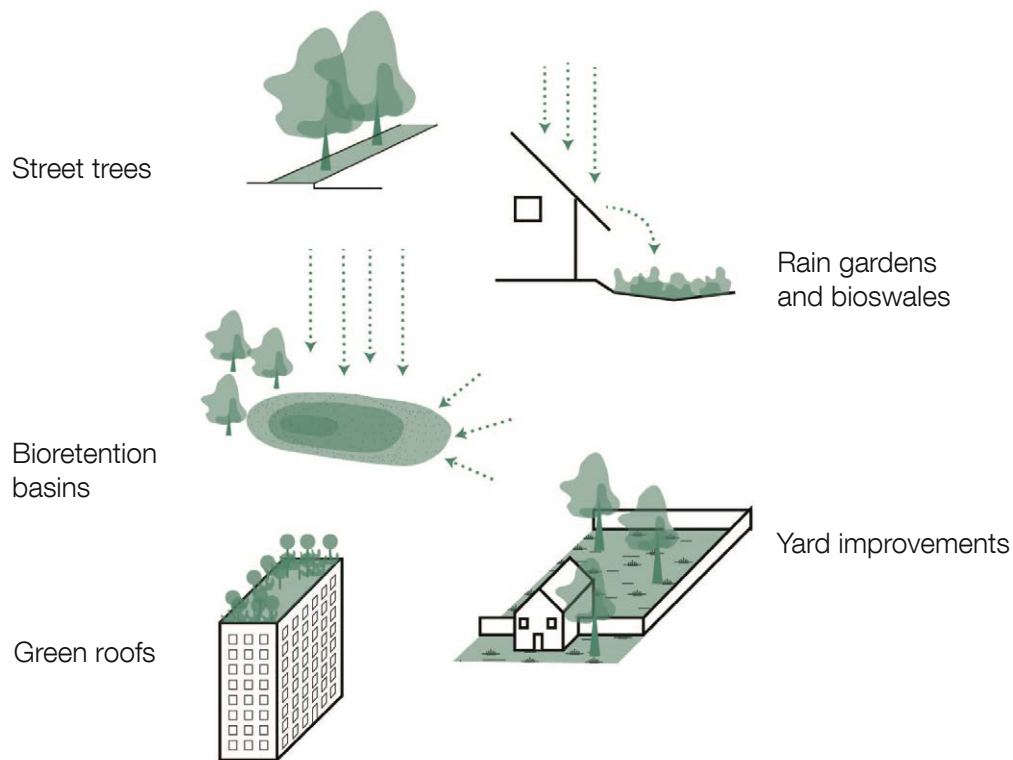 Street trees
Rain gardens
and bioswales
Bioretention
basins
Yard improvements
Green roofs